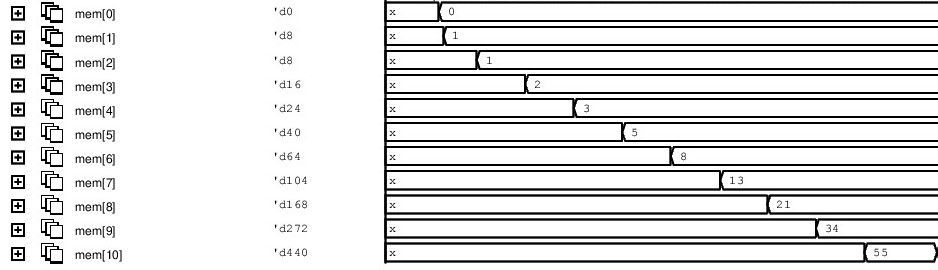 mem[0] 'd0 x 0
mem[1] 'd8 x 1
mem[2] 'd8 x 1
mem[3] 'd16 x 2
mem[4] 'd24 x 3
mem[5] 'd40 x 5
mem[6] 'd64 x 8
mem[7] 'd104 x 13
mem[8] 'd168 x 21
mem[9] 'd272 x 34
mem[10] 'd440 x 55